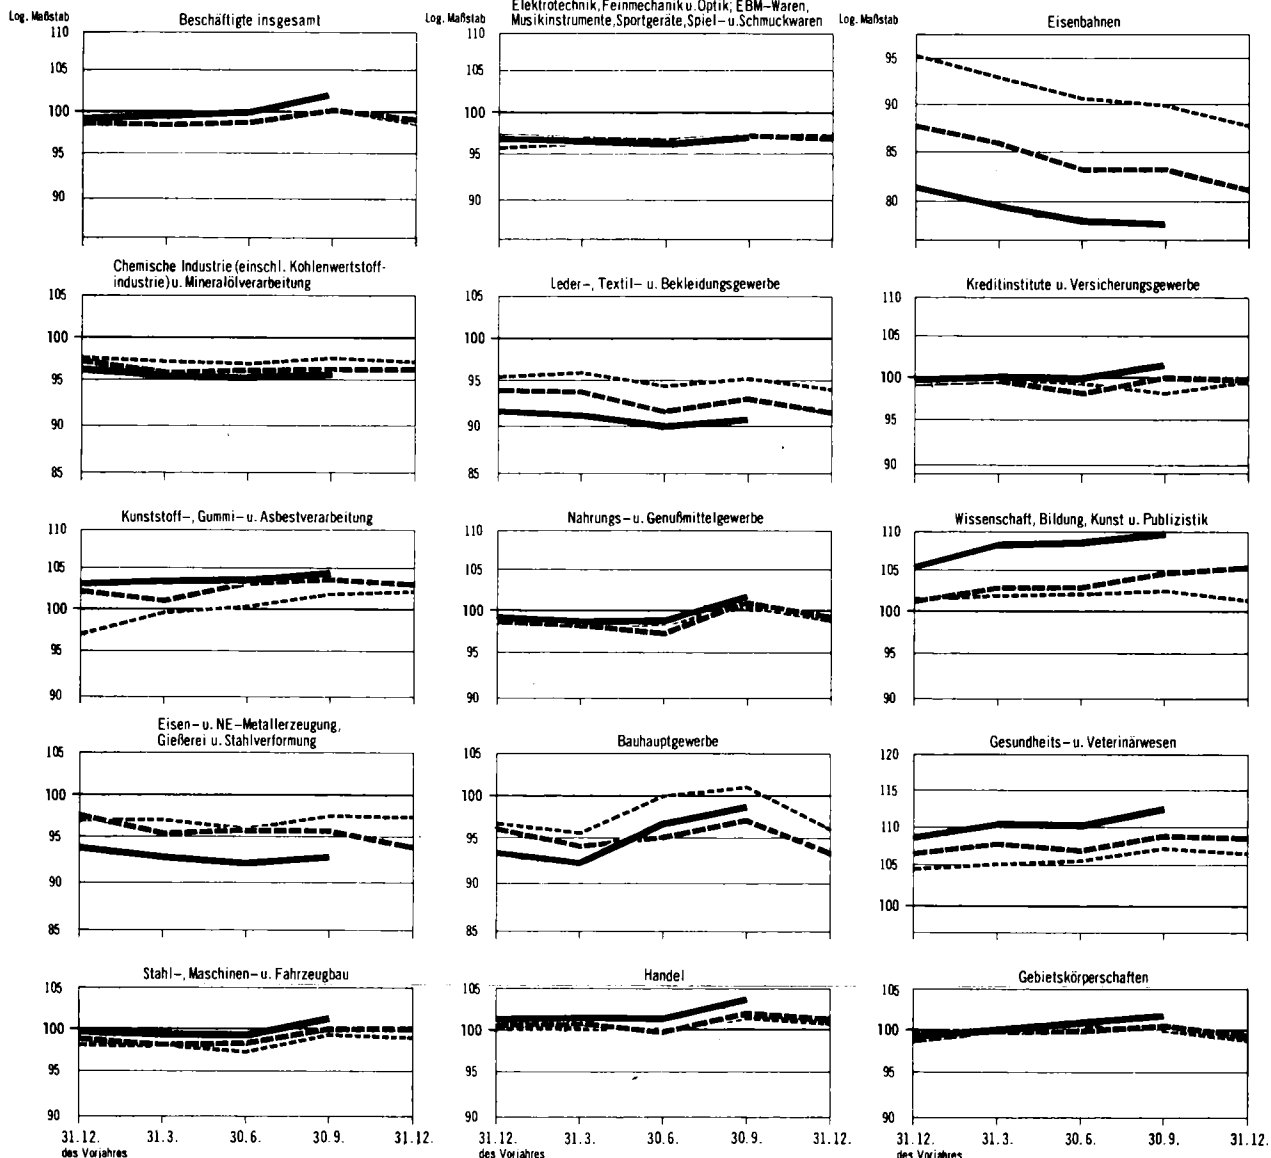 Log. Maßstab
Beschäftigte insgesamt
110
105
100
95
90
Log. Maßstab
Elektrotechnik, Feinmechanik u. Optik; EBM-Waren,
Musikinstrumente, Sportgeräte, Spiel- u. Schmuckwaren
110
105
100
95
90
Log. Maßstab
Eisenbahnen
95
90
85
80
Chemische Industrie (einschl. Kohlenwertstoff-
industrie) u. Mineralölverarbeitung
105
100
95
90
85
Leder-, Textil- u. Bekleidungsgewerbe
105
100
95
90
85
Kreditinstitute u. Versicherungsgewerbe
110
105
100
95
90
Kunststoff-, Gummi- u. Asbestverarbeitung
110
105
100
95
90
Nahrungs- u. Genußmittelgewerbe
110
105
100
95
90
Wissenschaft, Bildung, Kunst u. Publizistik
110
105
100
95
90
Eisen- u. NE-Metallerzeugung,
Gießerei u. Stahlverformung
105
100
95
90
85
Bauhauptgewerbe
105
100
95
90
85
Gesundheits- u. Veterinärwesen
120
115
110
105
100
Stahl-, Maschinen- u. Fahrzeugbau
105
100
95
90
31.12. 31.3. 30.6. 30.9. 31.12.
des Vorjahres
Handel
105
100
95
90
31.12. 31.3. 30.6. 30.9. 31.12.
des Vorjahres
Gebietskörperschaften
105
100
95
90
31.12. 31.3. 30.6. 30.9. 31.12.
des Vorjahres